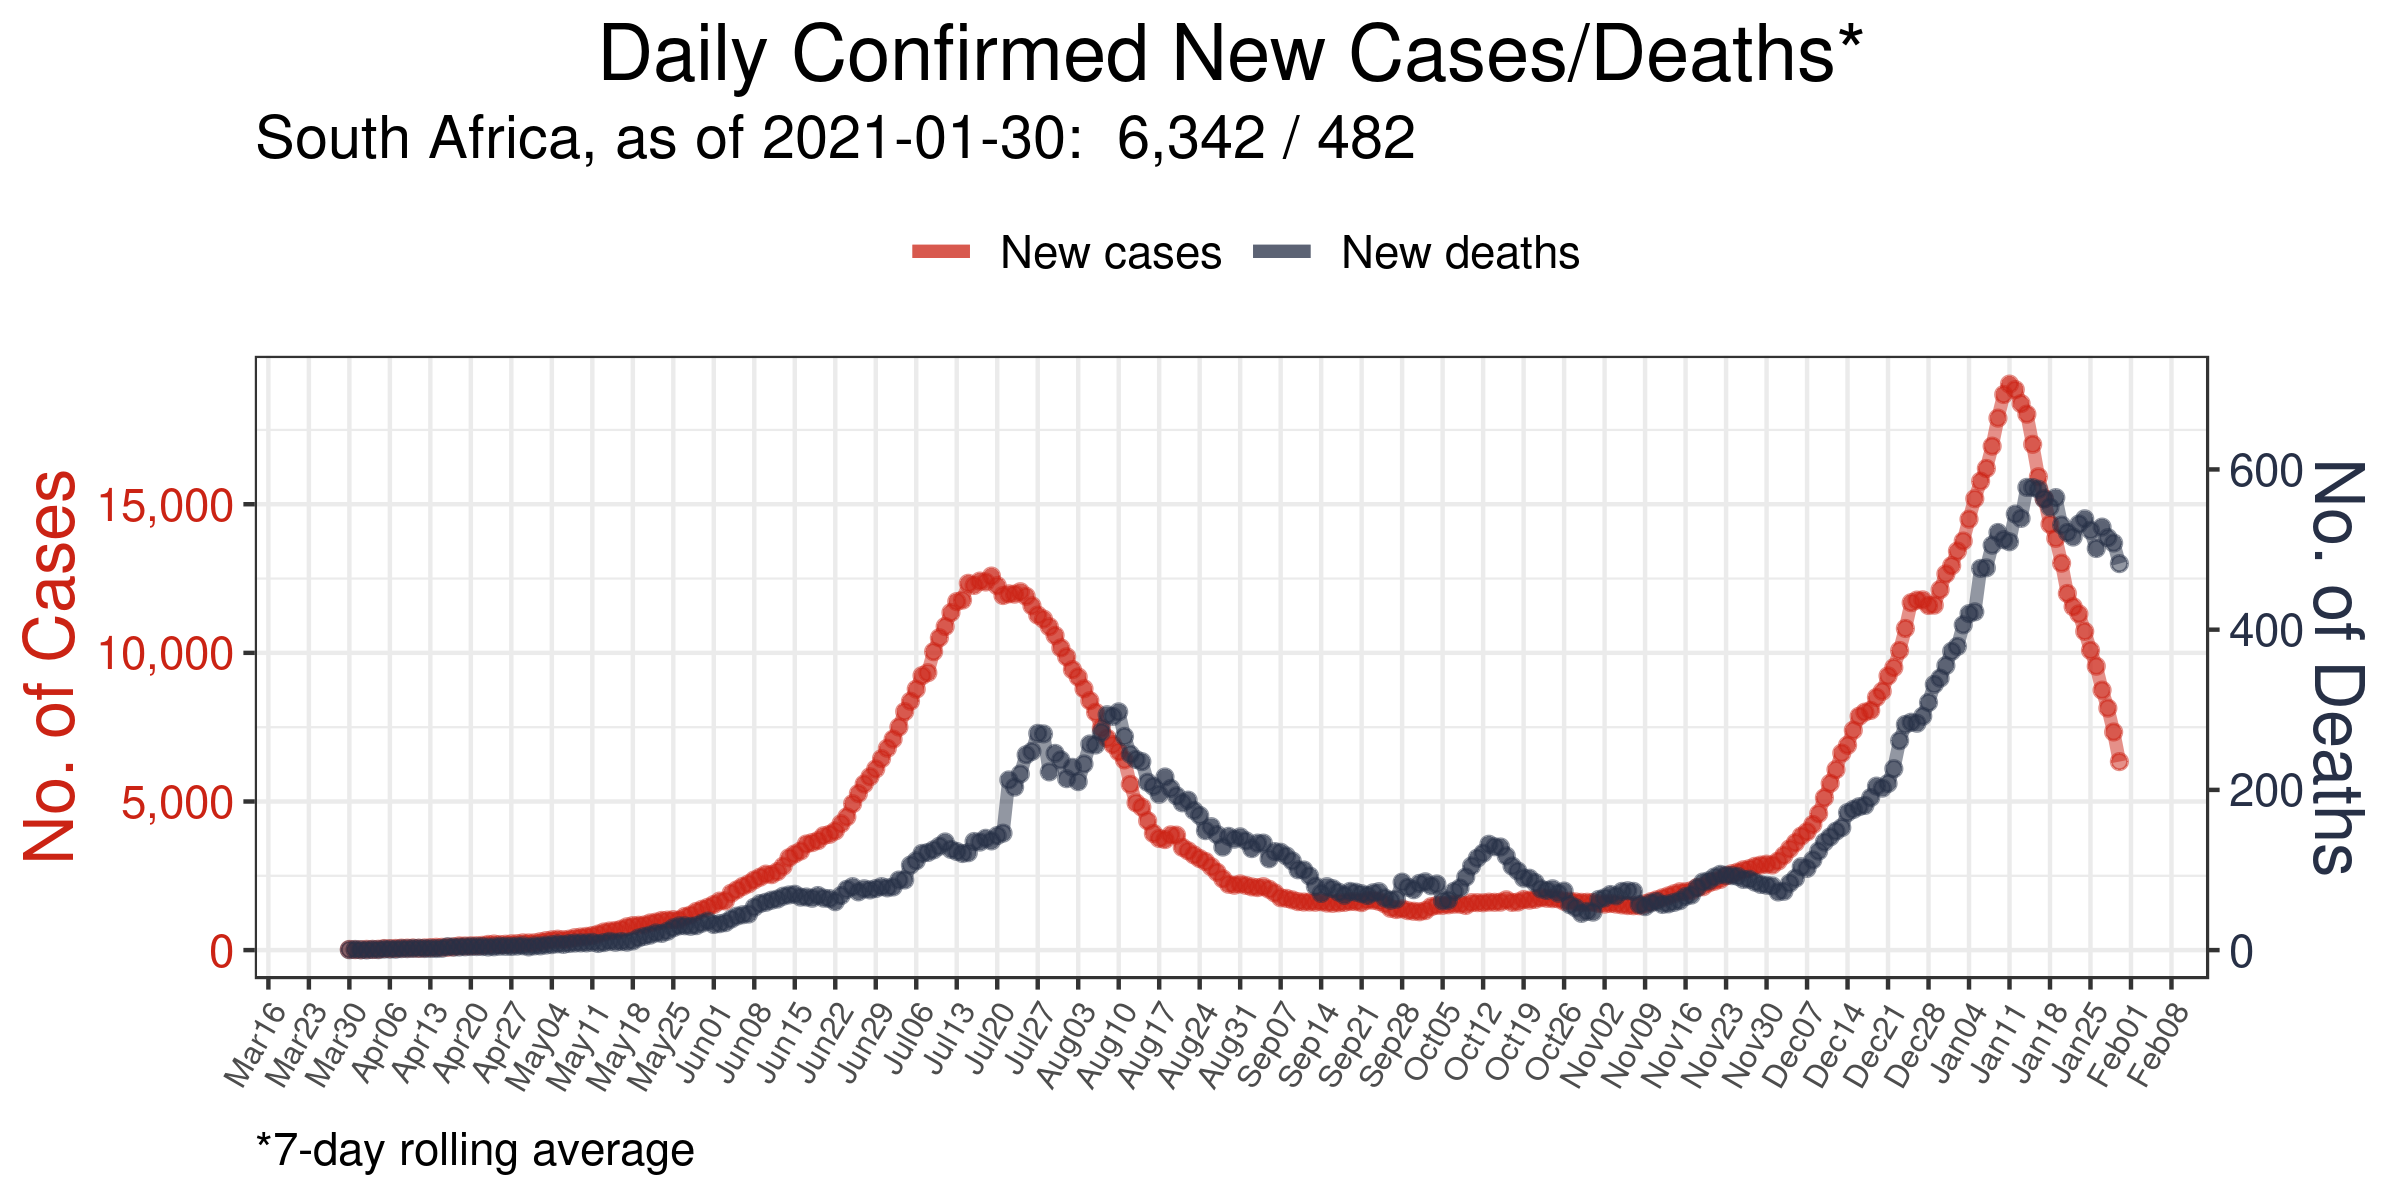 Daily Confirmed New Cases/Deaths*
South Africa, as of 2021-01-30:  6,342 / 482
New cases New deaths
No. of Cases
15,000
10,000
5,000
0
600
400
200
0
No. of Deaths
Mar16 Mar23 Mar30 Apr06 Apr13 Apr20 Apr27 May04 May11 May18 May25 Jun01 Jun08 Jun15 Jun22 Jun29 Jul06 Jul13 Jul20 Jul27 Aug03 Aug10 Aug17 Aug24 Aug31 Sep07 Sep14 Sep21 Sep28 Oct05 Oct12 Oct19 Oct26 Nov02 Nov09 Nov16 Nov23 Nov30 Dec07 Dec14 Dec21 Dec28 Jan04 Jan11 Jan18 Jan25 Feb01 Feb08
*7-day rolling average